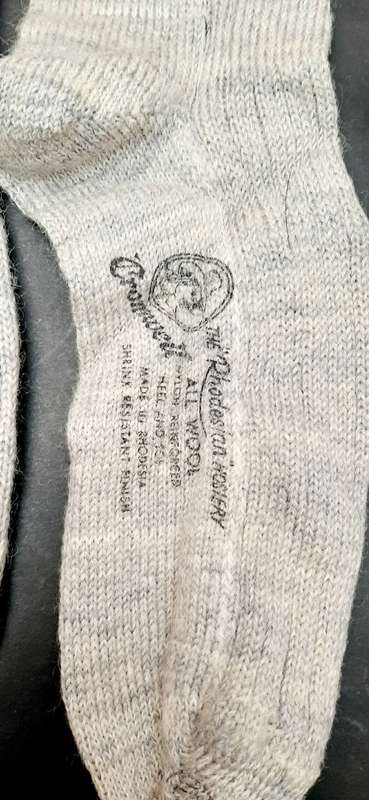 Cromwell
THE "Rhodesian" HOSIERY
ALL WOOL
NYLON REINFORCED
HEEL AND TOE
MADE IN RHODESIA
SHRINK RESISTANT FINISH